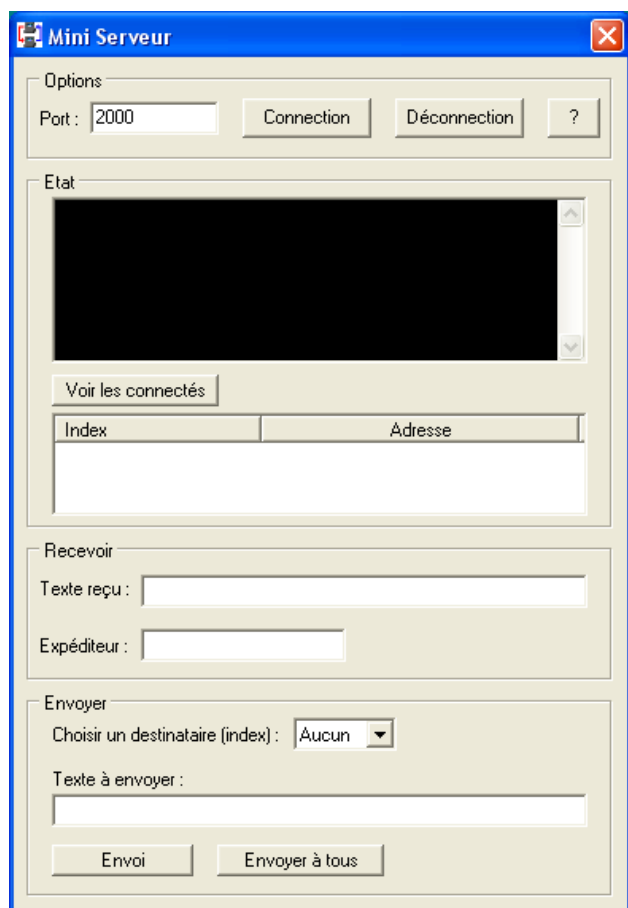 Mini Serveur
Options
Port : 2000 Connection Déconnection ?
Etat
Voir les connectés
Index Adresse
Recevoir
Texte reçu :
Expéditeur :
Envoyer
Choisir un destinataire (index) : Aucun
Texte à envoyer :
Envoi Envoyer à tous